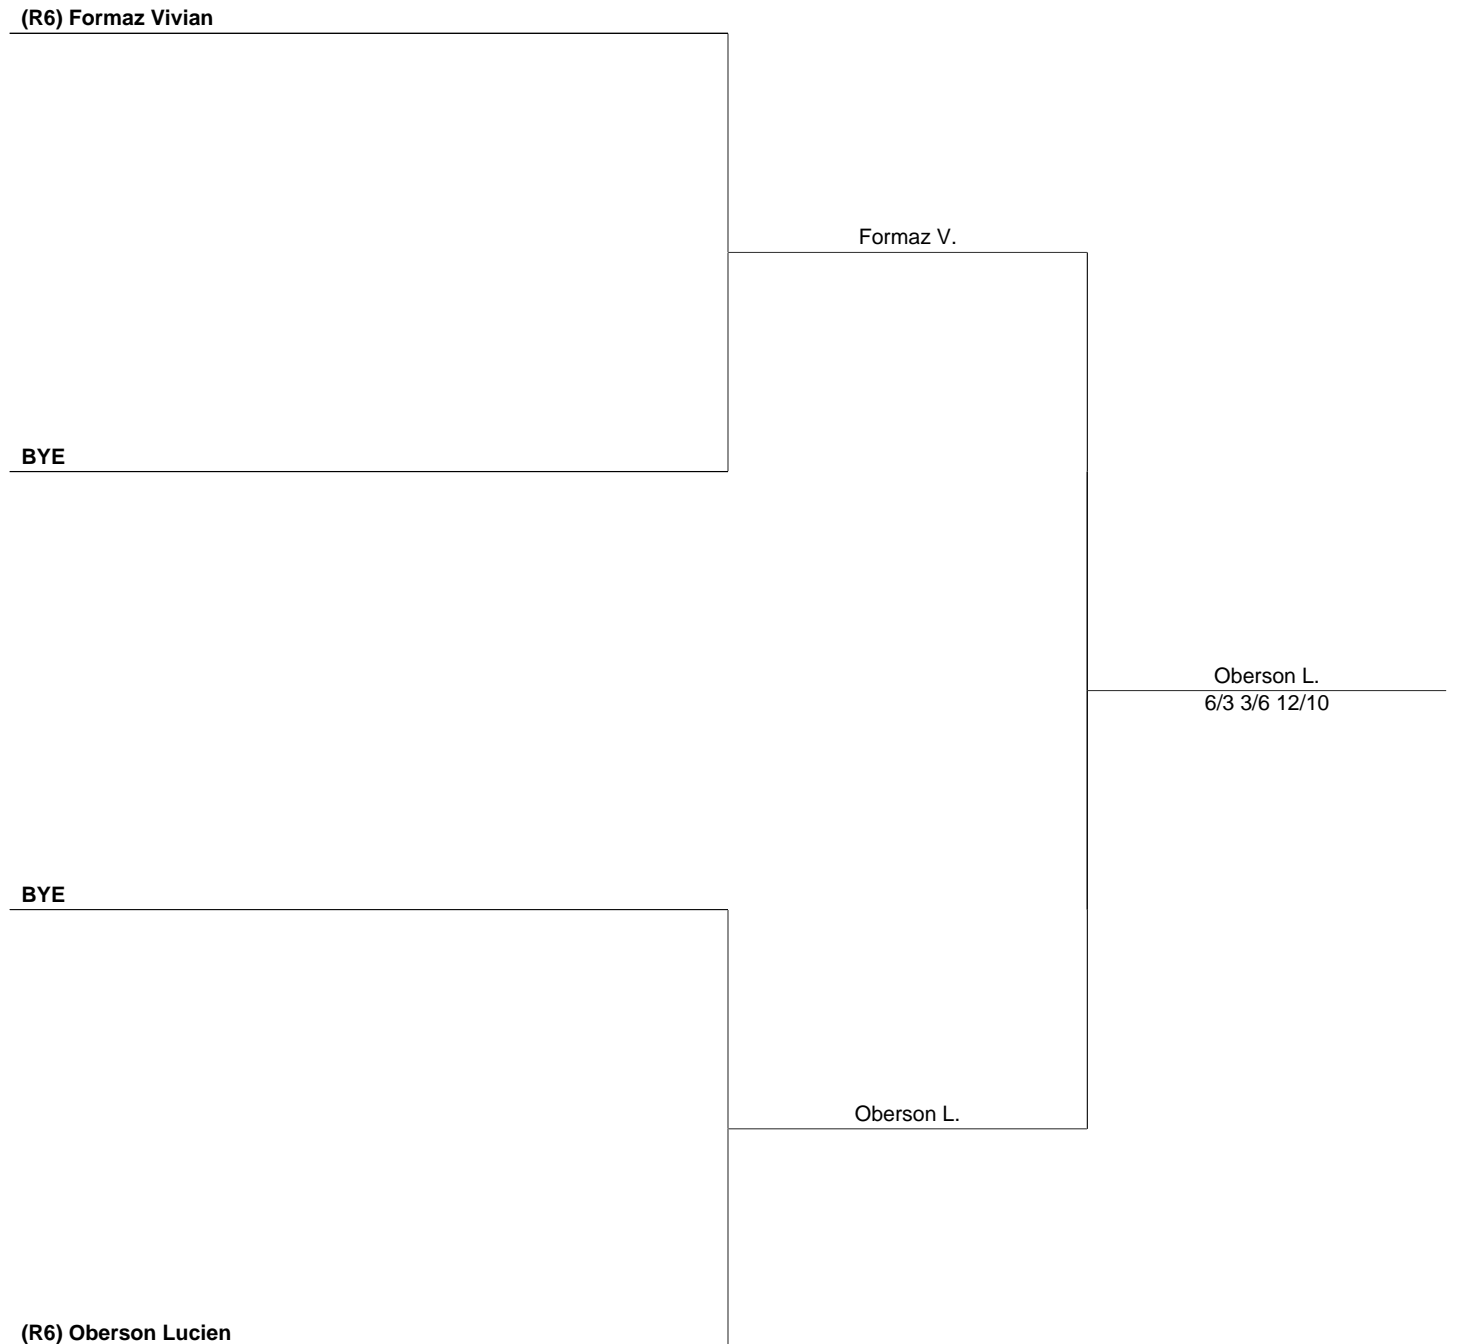 (R6) Formaz Vivian
Formaz V.
BYE
Oberson L.
6/3 3/6 12/10
BYE
Oberson L.
(R6) Oberson Lucien